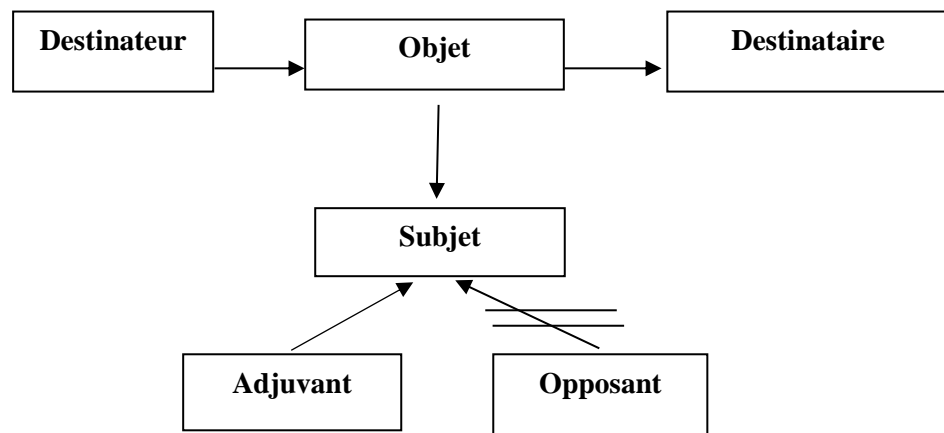 Destinateur
Objet
Destinataire
Subjet
Adjuvant
Opposant